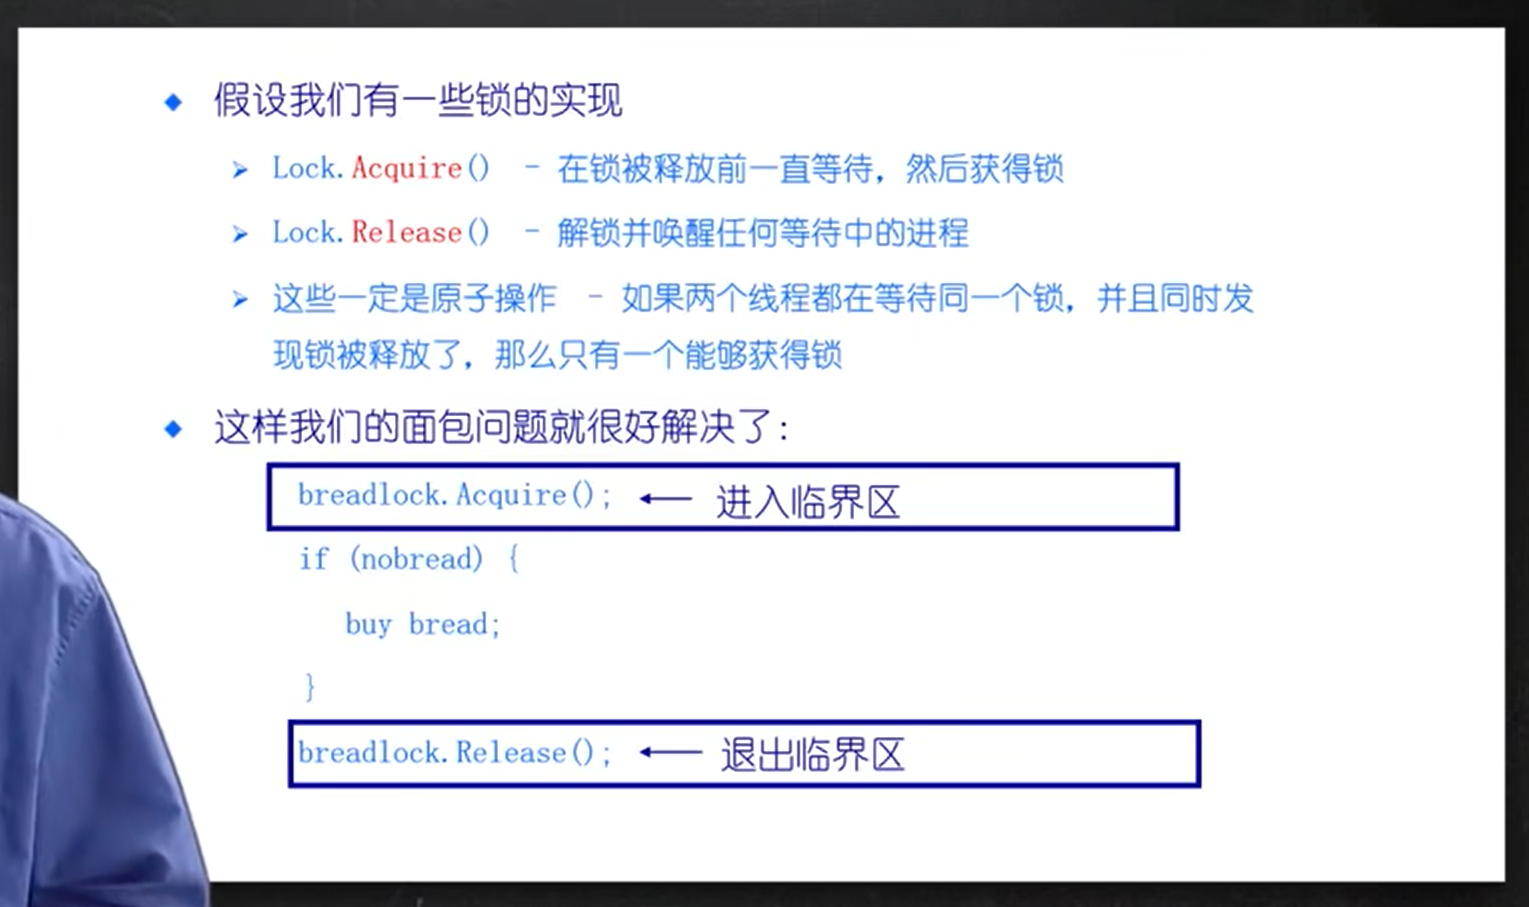 假设我们有一些锁的实现
Lock.Acquire() - 在锁被释放前一直等待，然后获得锁
Lock.Release() - 解锁并唤醒任何等待中的进程
这些一定是原子操作 - 如果两个线程都在等待同一个锁，并且同时发
现锁被释放了，那么只有一个能够获得锁
这样我们的面包问题就很好解决了：
breadlock.Acquire(); ← 进入临界区
if (nobread) {
buy bread;
}
breadlock.Release(); ← 退出临界区